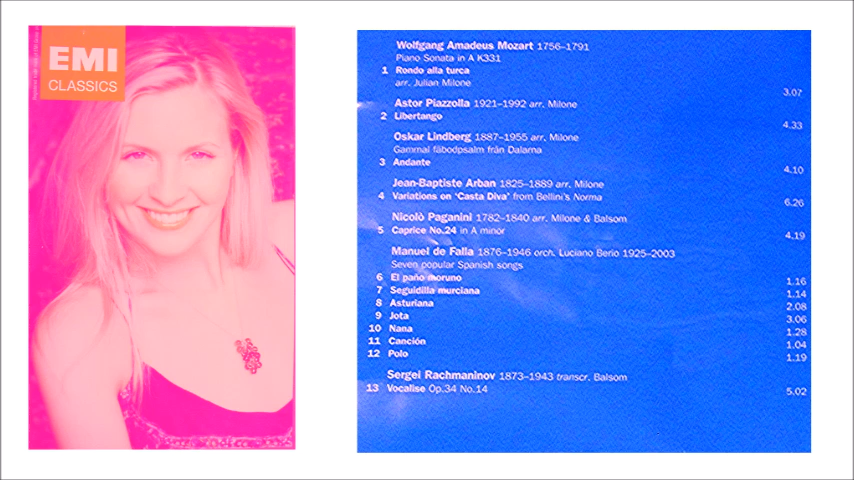 EMI
CLASSICS
Wolfgang Amadeus Mozart 1756–1791
Piano Sonata in A K331
1 Rondo alla turca
arr. Julian Milone 3.07
Astor Piazzolla 1921–1992 arr. Milone
2 Libertango 4.33
Oskar Lindberg 1887–1955 arr. Milone
Gammal fäbodpsalm från Dalarna
3 Andante 4.10
Jean-Baptiste Arban 1825–1889 arr. Milone
4 Variations on ‘Casta Diva’ from Bellini's Norma 6.26
Nicolò Paganini 1782–1840 arr. Milone & Balsom
5 Caprice No.24 in A minor 4.19
Manuel de Falla 1876–1946 orch. Luciano Berio 1925–2003
Seven popular Spanish songs
6 El paño moruno 1.16
7 Seguidilla murciana 1.14
8 Asturiana 2.08
9 Jota 3.06
10 Nana 1.28
11 Canción 1.04
12 Polo 1.19
Sergei Rachmaninov 1873–1943 transcr. Balsom
13 Vocalise Op.34 No.14 5.02